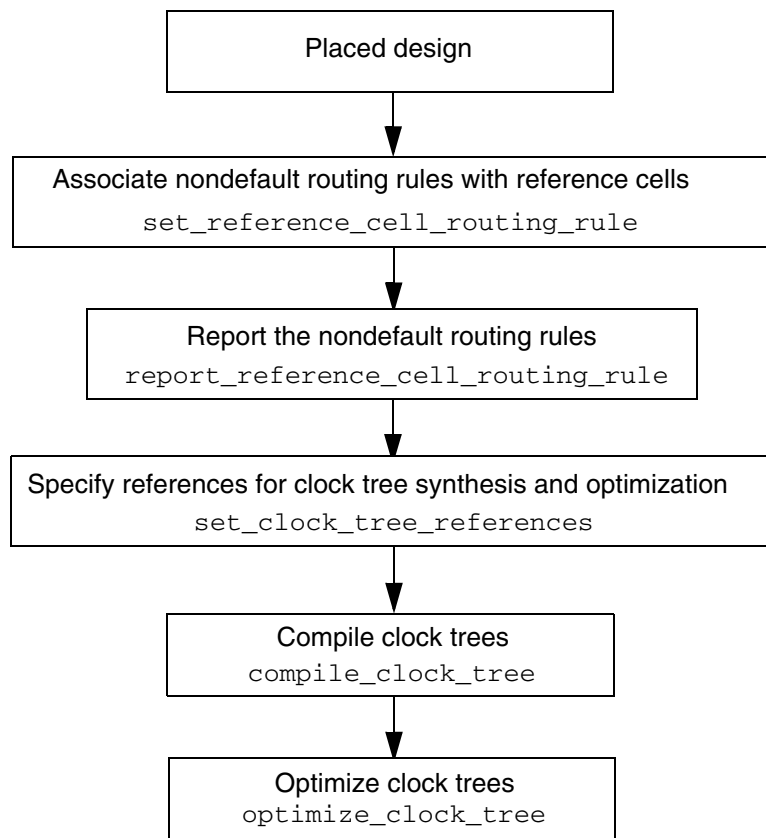 Placed design
Associate nondefault routing rules with reference cells
set_reference_cell_routing_rule
Report the nondefault routing rules
report_reference_cell_routing_rule
Specify references for clock tree synthesis and optimization
set_clock_tree_references
Compile clock trees
compile_clock_tree
Optimize clock trees
optimize_clock_tree